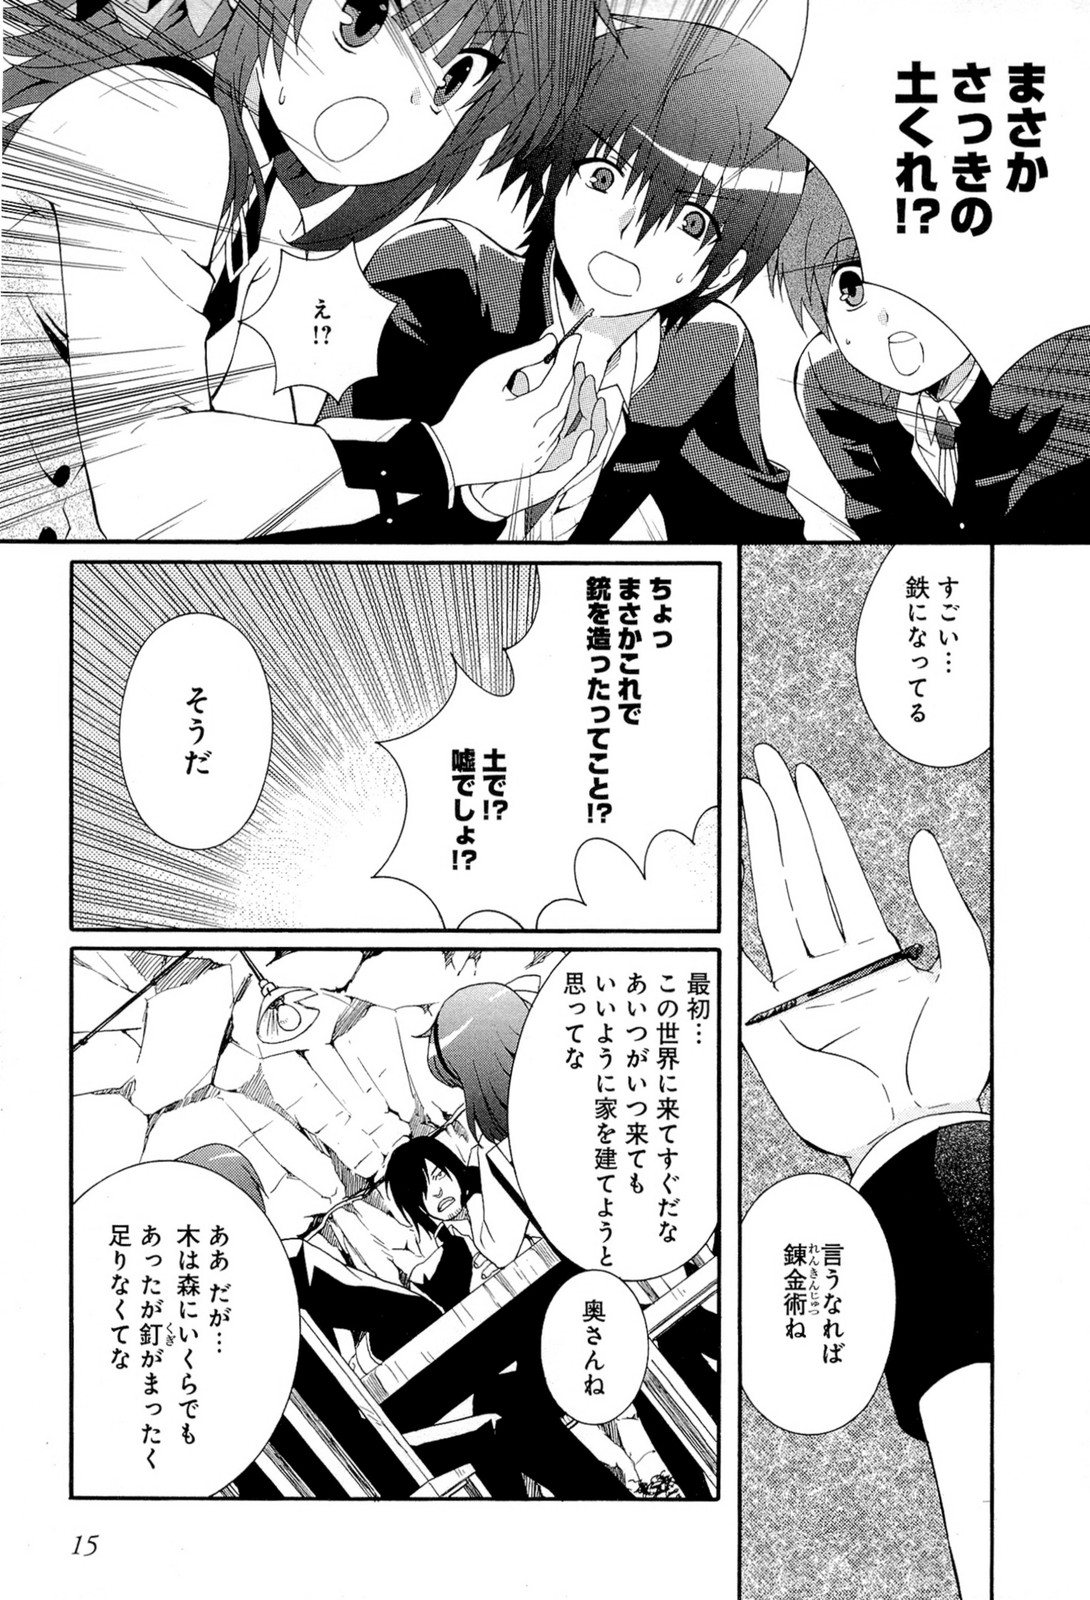 まさか
さっきの
土くれ!?
え!?
すごい…
鉄になってる
言うなれば
錬金術ね
れんきんじゅつ
ちょっ
まさかこれで
銃を造ったってこと!?
土で!?
嘘でしょ!?
そうだ
最初…
この世界に来てすぐだな
あいつがいつ来ても
いいように家を建てようと
思ってな
奥さんね
ああ だが…
木は森にいくらでも
あったが釘がまったく
くぎ
足りなくてな
15